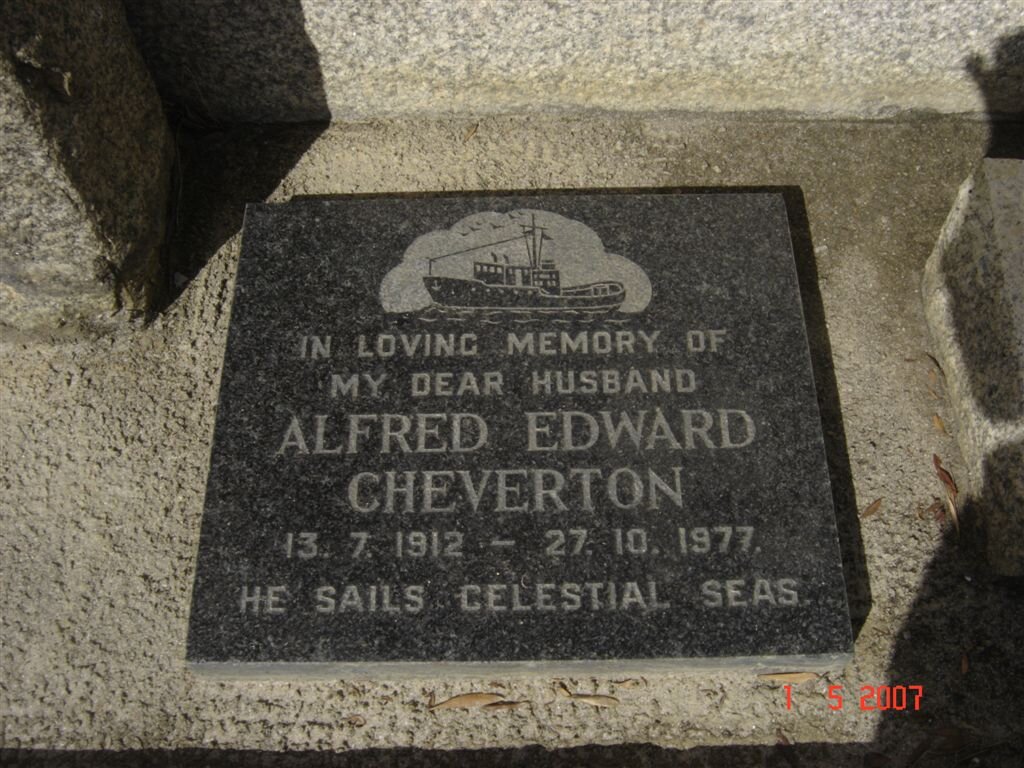 IN LOVING MEMORY OF
MY DEAR HUSBAND
ALFRED EDWARD
CHEVERTON
13. 7. 1912 – 27. 10. 1977.
HE SAILS CELESTIAL SEAS.
1 5 2007